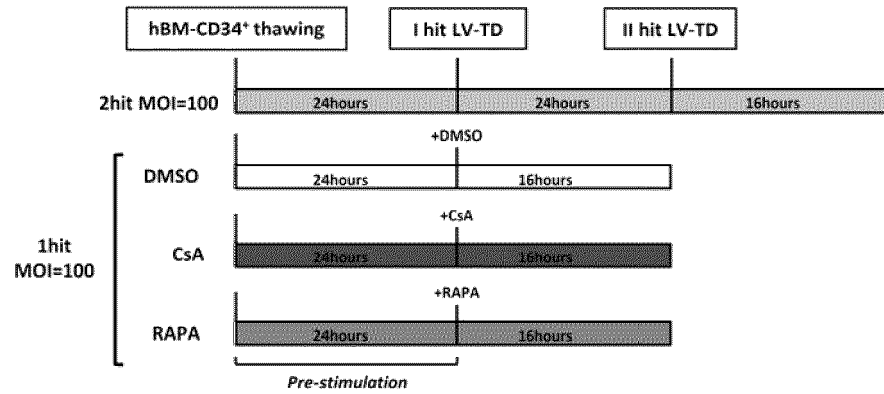 hBM-CD34⁺ thawing
I hit LV-TD
II hit LV-TD
2hit MOI=100
24hours
24hours
16hours
+DMSO
DMSO
24hours
16hours
+CsA
1hit
MOI=100
CsA
24hours
16hours
+RAPA
RAPA
24hours
16hours
Pre-stimulation